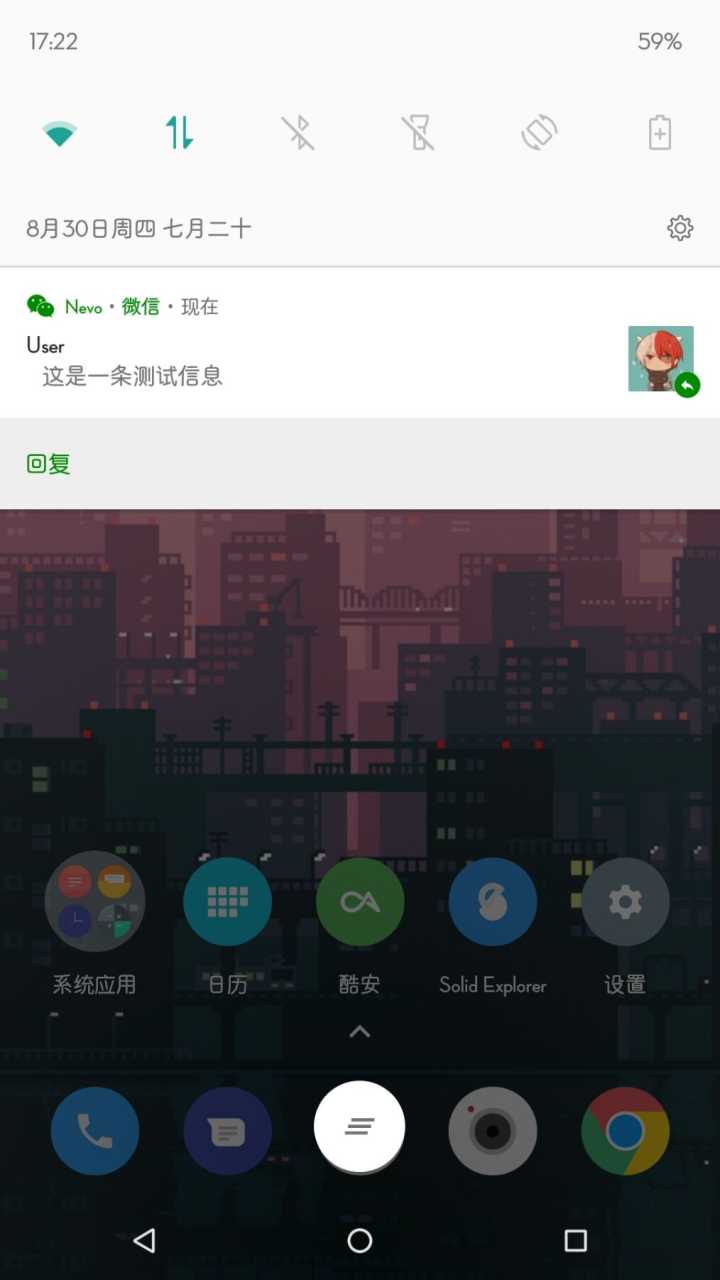 17:22 59%
8月30日周四 七月二十
Nevo · 微信 · 现在
User
这是一条测试信息
回复
系统应用 日历 酷安 Solid Explorer 设置